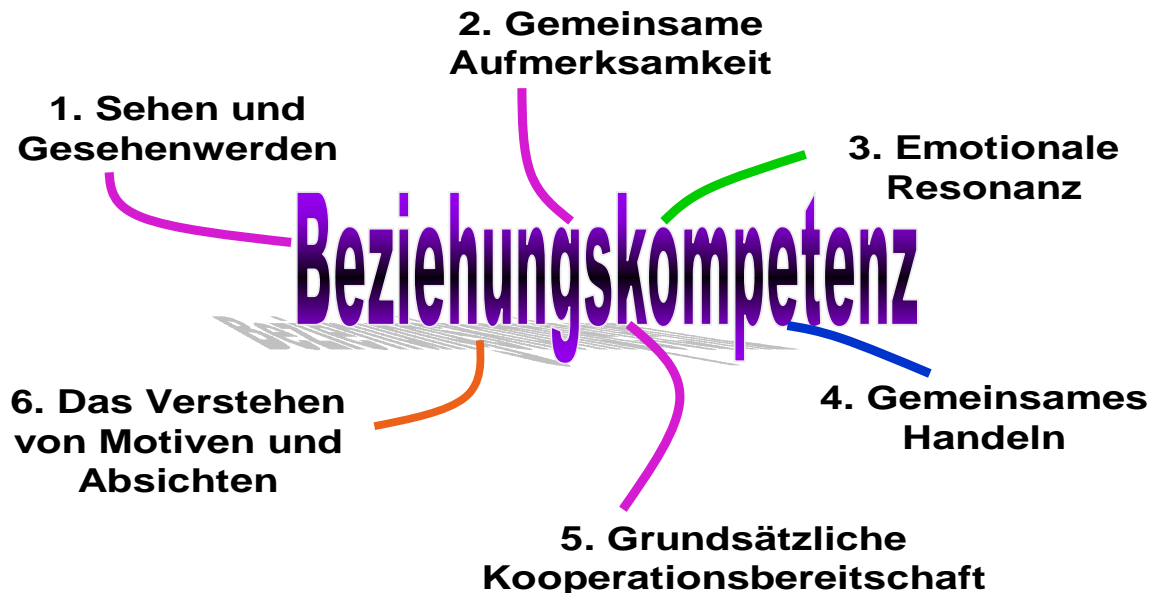 1. Sehen und
Gesehenwerden
2. Gemeinsame
Aufmerksamkeit
3. Emotionale
Resonanz
Beziehungskompetenz
4. Gemeinsames
Handeln
5. Grundsätzliche
Kooperationsbereitschaft
6. Das Verstehen
von Motiven und
Absichten